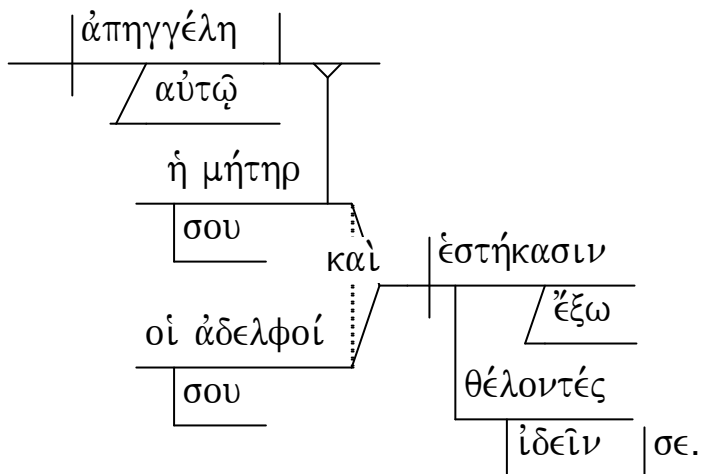 ἀπηγγέλη
αὐτῷ
ἡ μήτηρ
σου
καὶ
ἑστήκασιν
ἔξω
οἱ ἀδελφοί
σου
θέλοντές
ἰδεῖν σε.